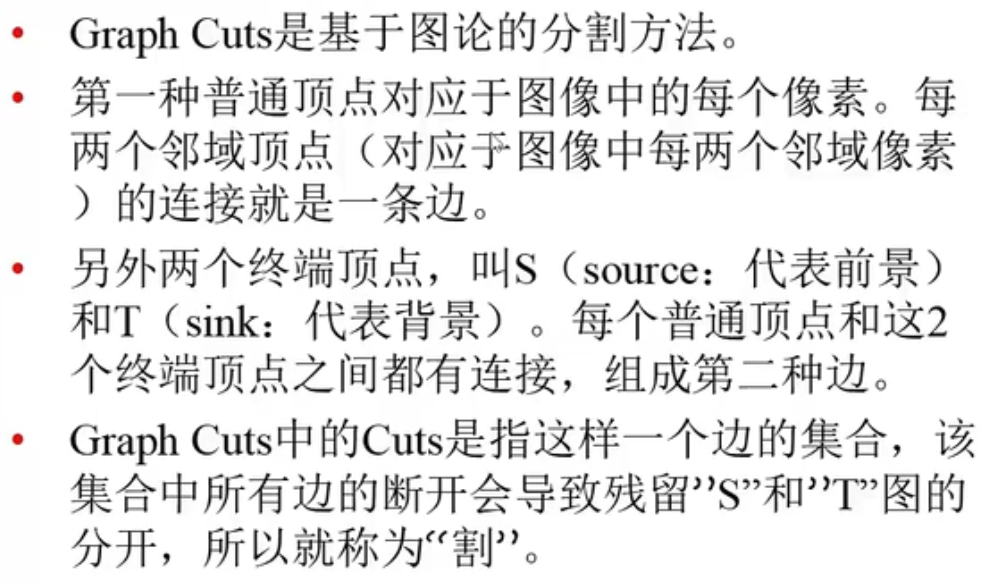 • Graph Cuts是基于图论的分割方法。
• 第一种普通顶点对应于图像中的每个像素。每
两个邻域顶点（对应于图像中每两个邻域像素
）的连接就是一条边。
• 另外两个终端顶点，叫S（source：代表前景）
和T（sink：代表背景）。每个普通顶点和这2
个终端顶点之间都有连接，组成第二种边。
• Graph Cuts中的Cuts是指这样一个边的集合，该
集合中所有边的断开会导致残留”S”和”T”图的
分开，所以就称为“割”。